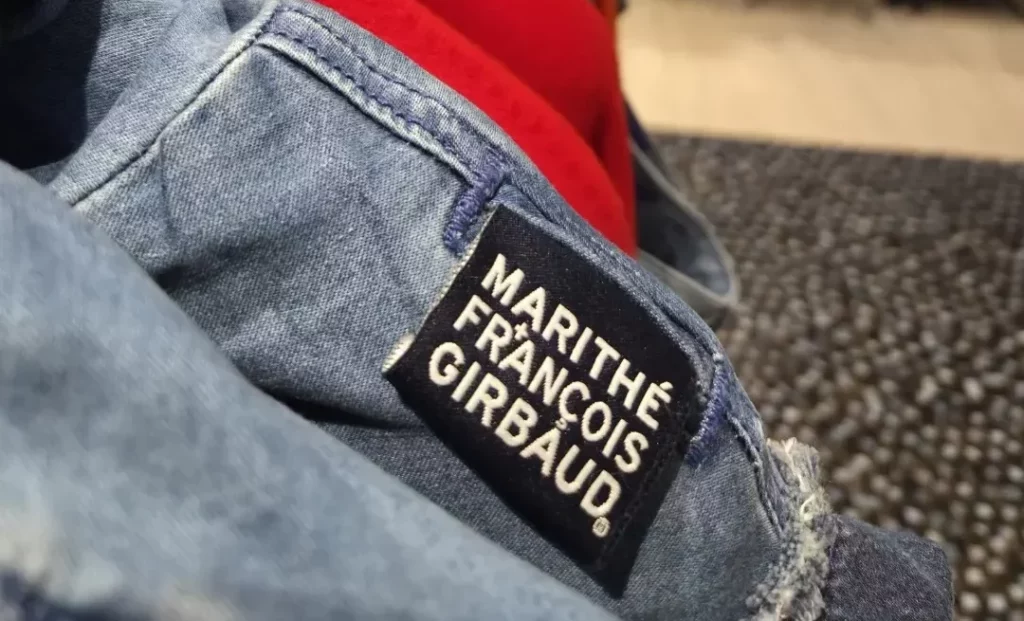 MARITHÉ
+
FRANÇOIS
GIRBAUD®